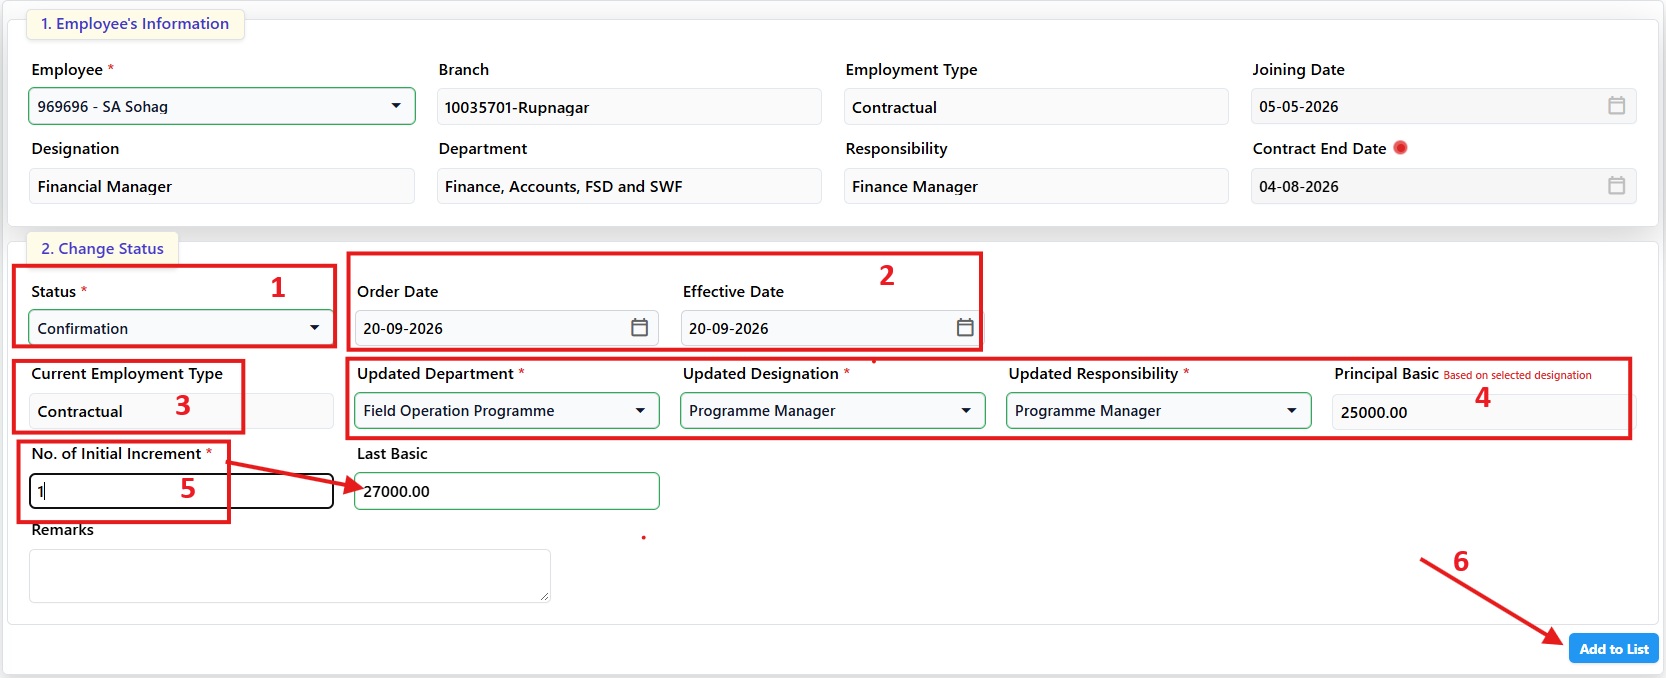 1. Employee's Information
Employee *
Branch
Employment Type
Joining Date
969696 - SA Sohag
10035701-Rupnagar
Contractual
05-05-2026
Designation
Department
Responsibility
Contract End Date
Financial Manager
Finance, Accounts, FSD and SWF
Finance Manager
04-08-2026
2. Change Status
1
2
Status *
Order Date
Effective Date
Confirmation
20-09-2026
20-09-2026
Current Employment Type
Updated Department *
Updated Designation *
Updated Responsibility *
Principal Basic Based on selected designation
Contractual
3
Field Operation Programme
Programme Manager
Programme Manager
25000.00
4
No. of Initial Increment *
Last Basic
1
5
27000.00
Remarks
6
Add to List